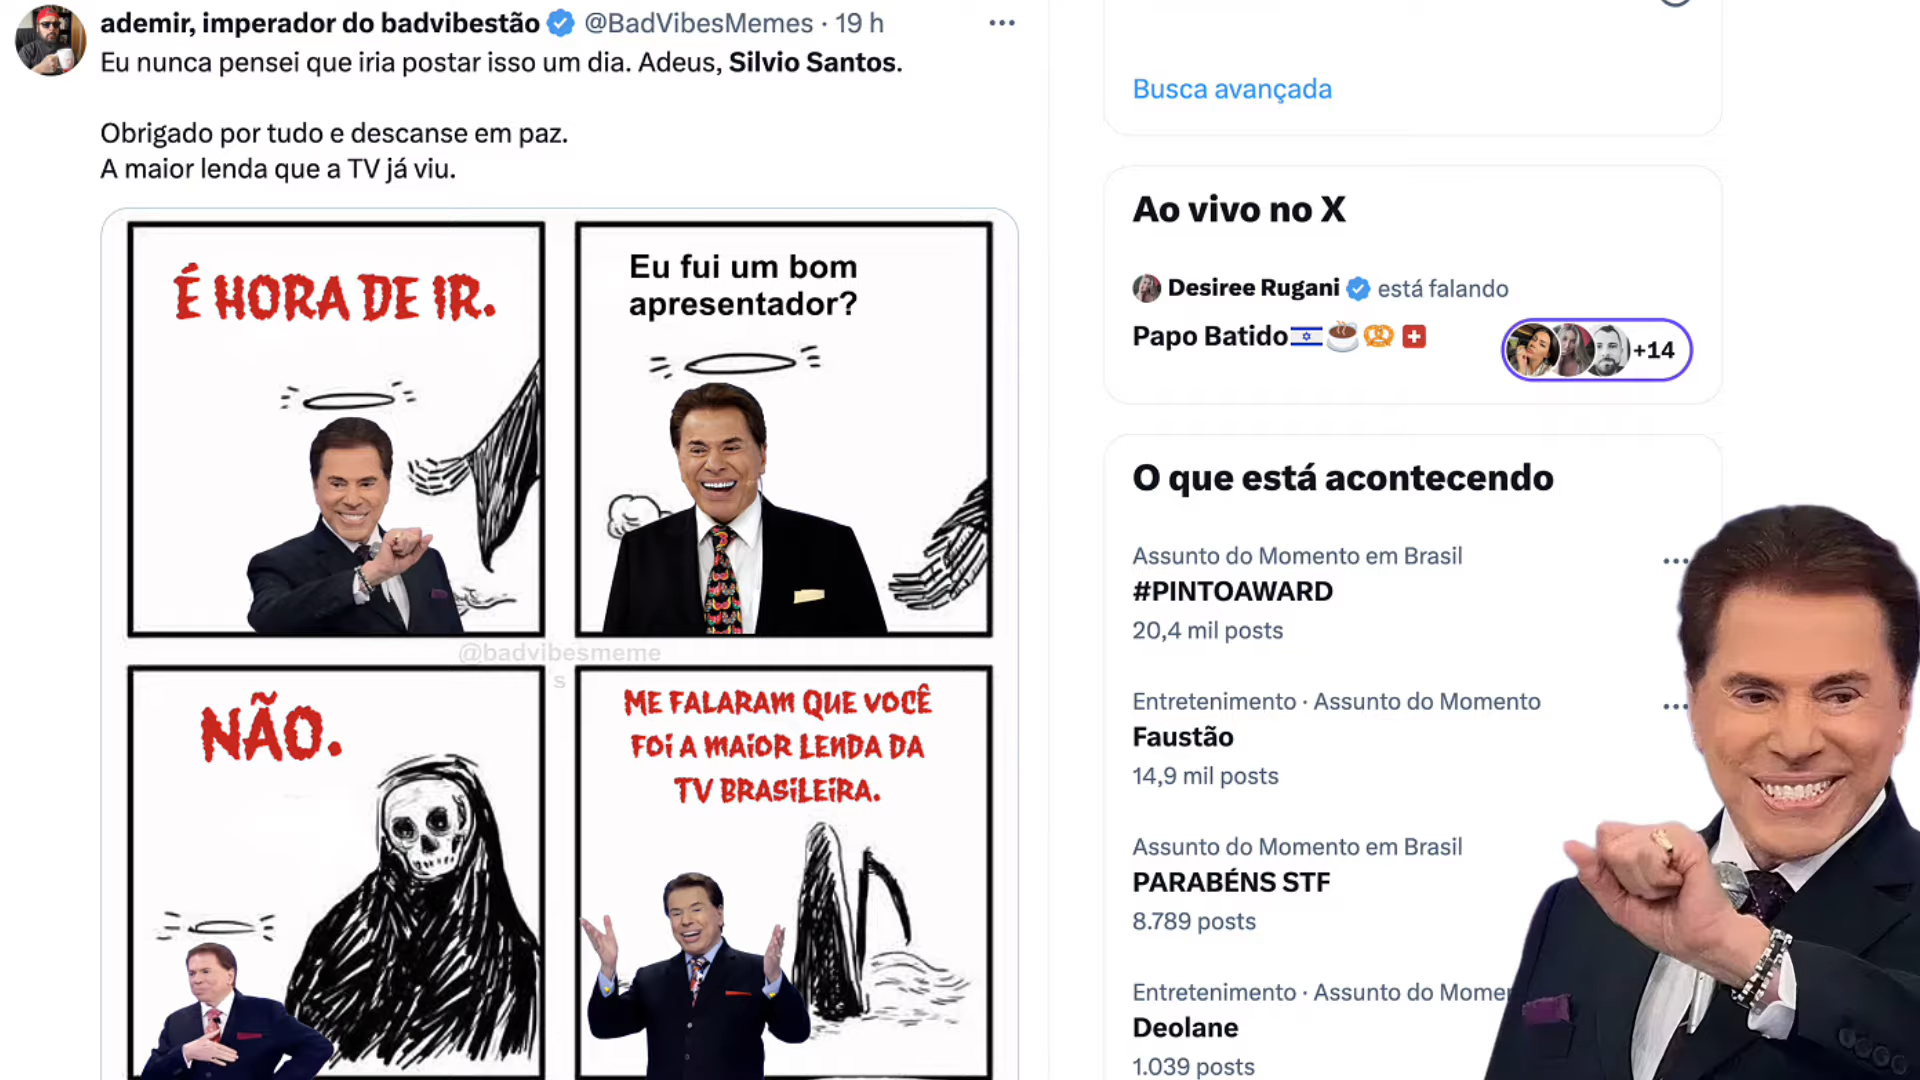 ademir, imperador do badvibestão @BadVibesMemes · 19 h
Eu nunca pensei que iria postar isso um dia. Adeus, Silvio Santos.
Obrigado por tudo e descanse em paz.
A maior lenda que a TV já viu.
É HORA DE IR.
Eu fui um bom
apresentador?
@badvibesmeme
s
NÃO.
ME FALARAM QUE VOCÊ
FOI A MAIOR LENDA DA
TV BRASILEIRA.
Busca avançada
Ao vivo no X
Desiree Rugani está falando
Papo Batido
+14
O que está acontecendo
Assunto do Momento em Brasil
#PINTOAWARD
20,4 mil posts
Entretenimento · Assunto do Momento
Faustão
14,9 mil posts
Assunto do Momento em Brasil
PARABÉNS STF
8.789 posts
Entretenimento · Assunto do Momen
Deolane
1.039 posts